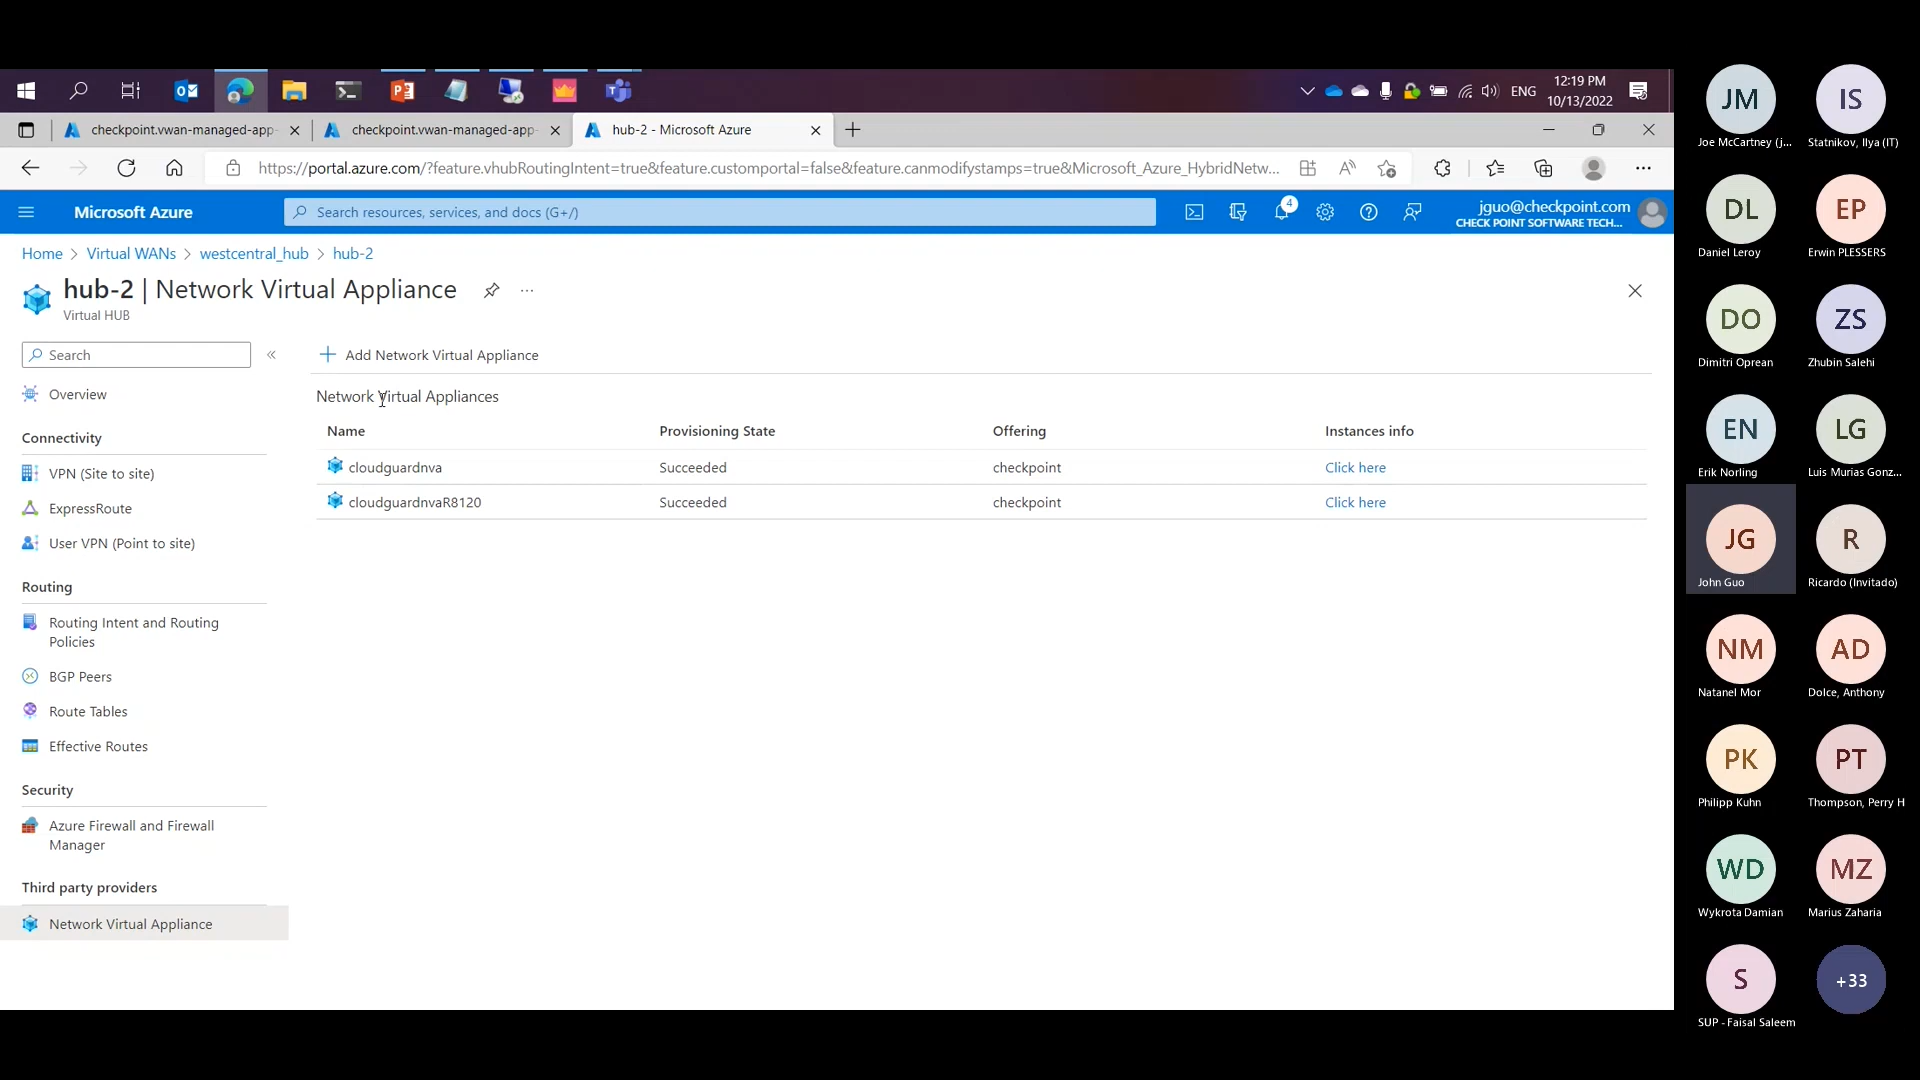 ENG
12:19 PM
10/13/2022
checkpoint.vwan-managed-app-
checkpoint.vwan-managed-app-
hub-2 - Microsoft Azure
https://portal.azure.com/?feature.vhubRoutingIntent=true&feature.customportal=false&feature.canmodifystamps=true&Microsoft_Azure_HybridNetw...
Microsoft Azure
Search resources, services, and docs (G+/)
4
jguo@checkpoint.com
CHECK POINT SOFTWARE TECH...
Home > Virtual WANs > westcentral_hub > hub-2
hub-2 | Network Virtual Appliance
Virtual HUB
Search
Overview
Connectivity
VPN (Site to site)
ExpressRoute
User VPN (Point to site)
Routing
Routing Intent and Routing
Policies
BGP Peers
Route Tables
Effective Routes
Security
Azure Firewall and Firewall
Manager
Third party providers
Network Virtual Appliance
Add Network Virtual Appliance
Network Virtual Appliances
Name Provisioning State Offering Instances info
cloudguardnva Succeeded checkpoint Click here
cloudguardnvaR8120 Succeeded checkpoint Click here
JM IS
Joe McCartney (j... Statnikov, Ilya (IT)
DL EP
Daniel Leroy Erwin PLESSERS
DO ZS
Dimitri Oprean Zhubin Salehi
EN LG
Erik Norling Luis Murias Gonz...
JG R
John Guo Ricardo (Invitado)
NM AD
Natanel Mor Dolce, Anthony
PK PT
Philipp Kuhn Thompson, Perry H
WD MZ
Wykrota Damian Marius Zaharia
S +33
SUP - Faisal Saleem